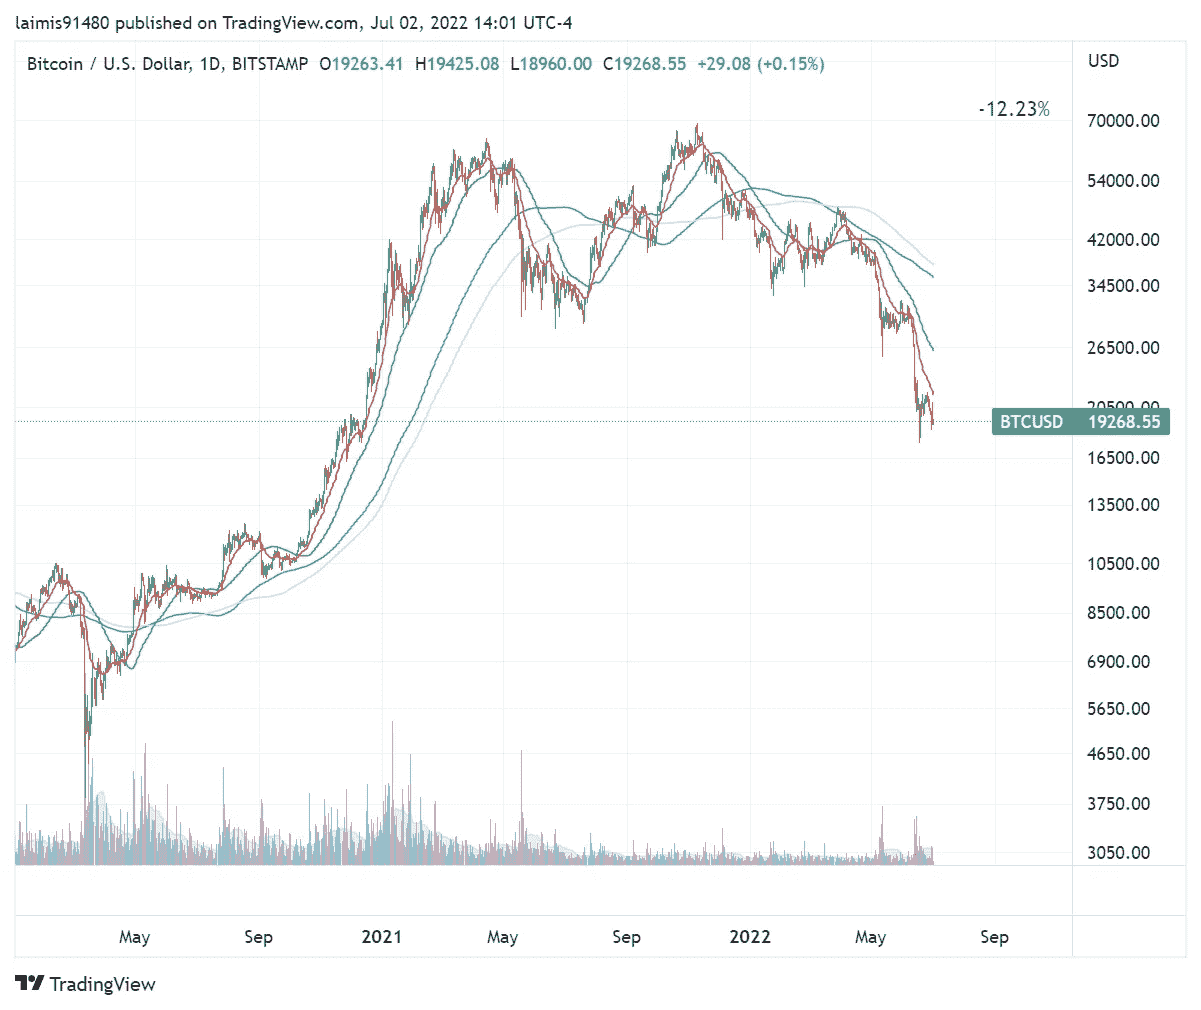 laimis91480 published on TradingView.com, Jul 02, 2022 14:01 UTC-4
Bitcoin / U.S. Dollar, 1D, BITSTAMP O19263.41 H19425.08 L18960.00 C19268.55 +29.08 (+0.15%)
USD
-12.23%
70000.00
54000.00
42000.00
34500.00
26500.00
20500.00
BTCUSD 19268.55
16500.00
13500.00
10500.00
8500.00
6900.00
5650.00
4650.00
3750.00
3050.00
May Sep 2021 May Sep 2022 May Sep
TradingView